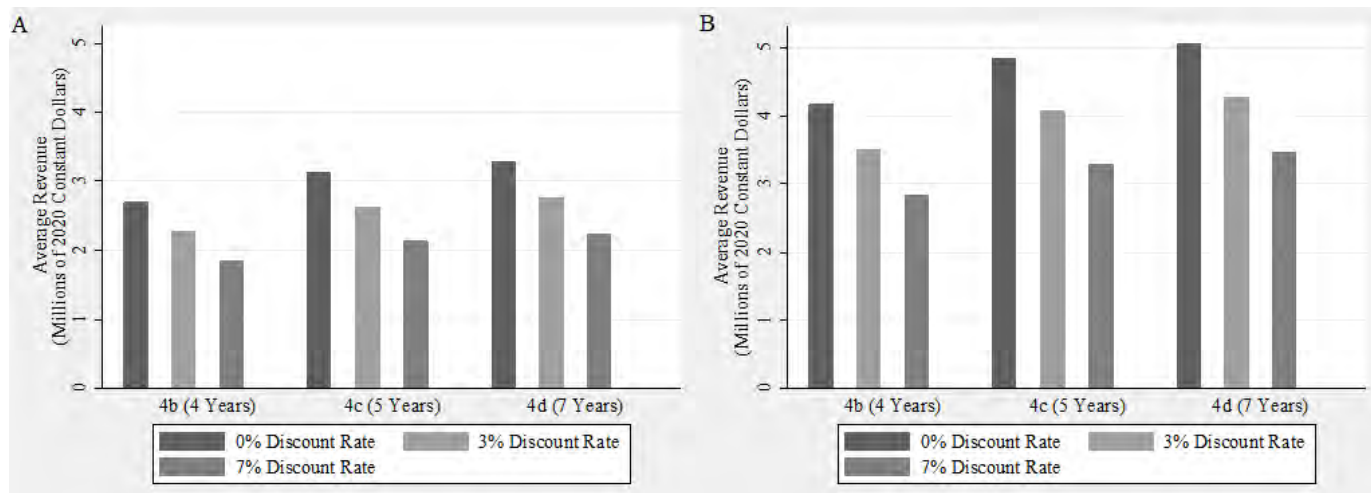 A
Average Revenue
(Millions of 2020 Constant Dollars)
5
4
3
2
1
0
4b (4 Years)
4c (5 Years)
4d (7 Years)
0% Discount Rate
3% Discount Rate
7% Discount Rate
B
Average Revenue
(Millions of 2020 Constant Dollars)
5
4
3
2
1
0
4b (4 Years)
4c (5 Years)
4d (7 Years)
0% Discount Rate
3% Discount Rate
7% Discount Rate